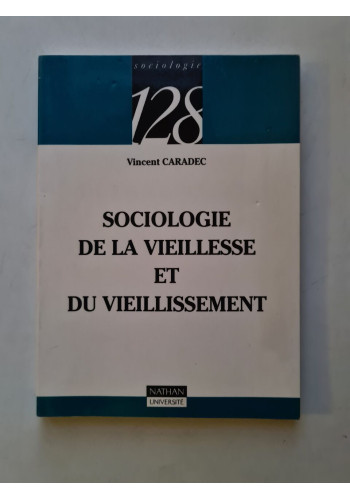 sociologie
128
Vincent CARADEC
SOCIOLOGIE
DE LA VIEILLESSE
ET
DU VIEILLISSEMENT
NATHAN
UNIVERSITÉ